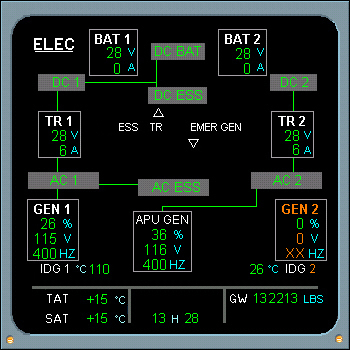 ELEC
BAT 1
28 V
0 A
DC BAT
BAT 2
28 V
0 A
DC 1
DC ESS
DC 2
TR 1
28 V
6 A
ESS TR
EMER GEN
TR 2
28 V
6 A
AC 1
AC ESS
AC 2
GEN 1
26 %
115 V
400 HZ
APU GEN
36 %
116 V
400 HZ
GEN 2
0 %
0 V
XX HZ
IDG 1 °C 110
26 °C IDG 2
TAT +15 °C
GW 132213 LBS
SAT +15 °C
13 H 28